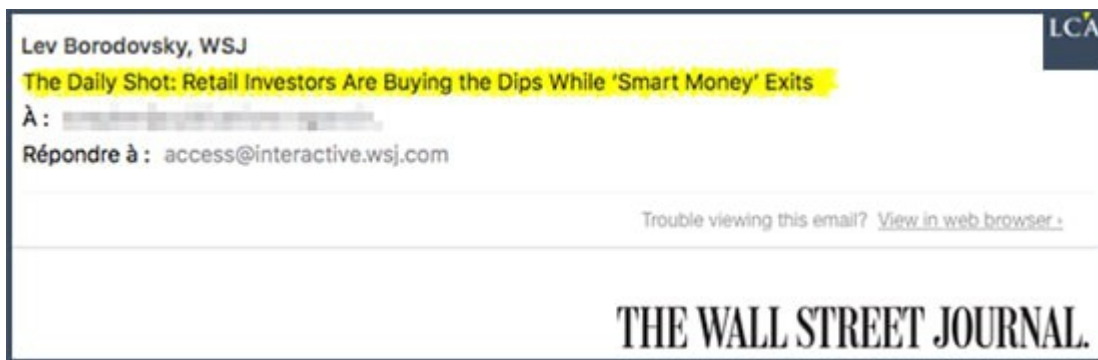 LCA
Lev Borodovsky, WSJ
The Daily Shot: Retail Investors Are Buying the Dips While ‘Smart Money’ Exits
À :
Répondre à : access@interactive.wsj.com
Trouble viewing this email? View in web browser ›
THE WALL STREET JOURNAL.